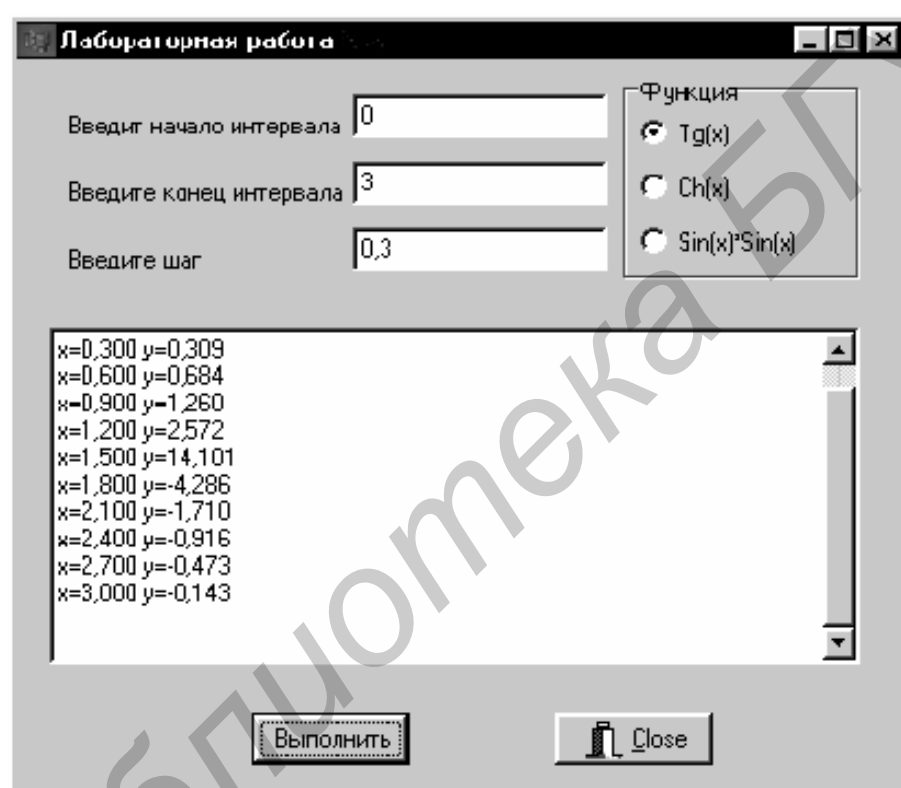 Лабораторная работа
Введит начало интервала
0
Введите конец интервала
3
Введите шаг
0,3
Функция
Tg(x)
Ch(x)
Sin(x)*Sin(x)
x=0,300 y=0,309
x=0,600 y=0,684
x=0,900 y=1,260
x=1,200 y=2,572
x=1,500 y=14,101
x=1,800 y=-4,286
x=2,100 y=-1,710
x=2,400 y=-0,916
x=2,700 y=-0,473
x=3,000 y=-0,143
Выполнить
Close